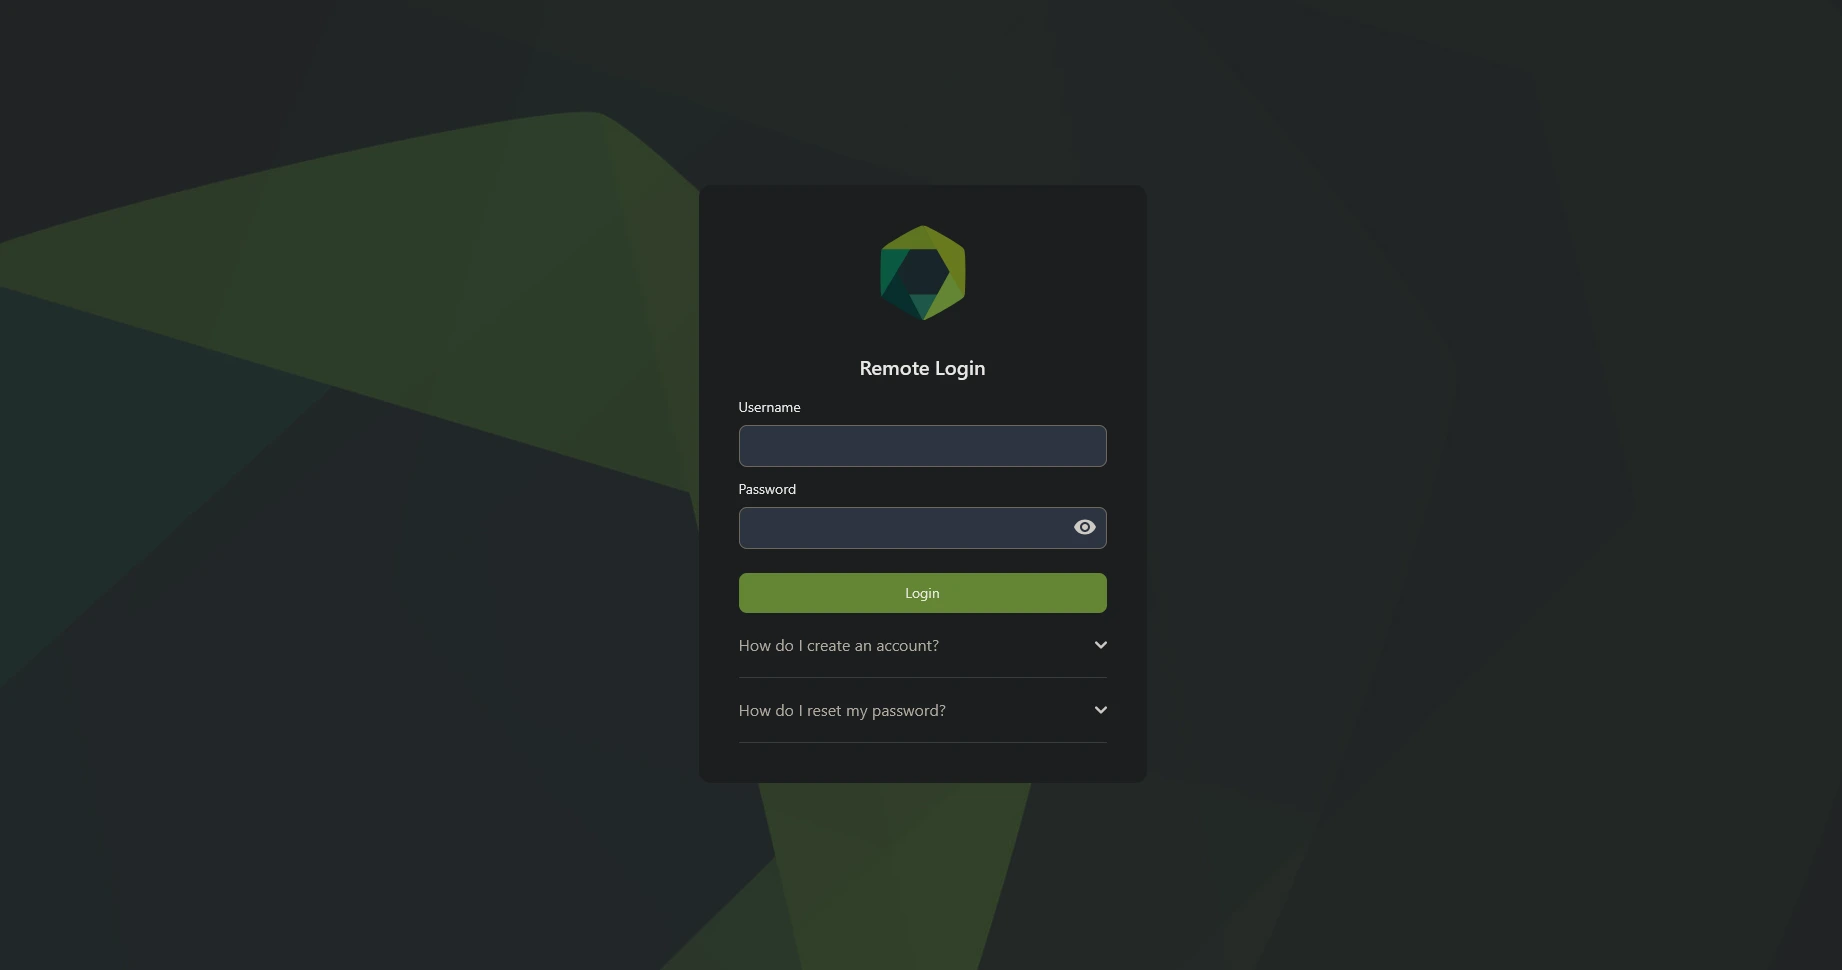 Remote Login
Username
Password
Login
How do I create an account?
How do I reset my password?